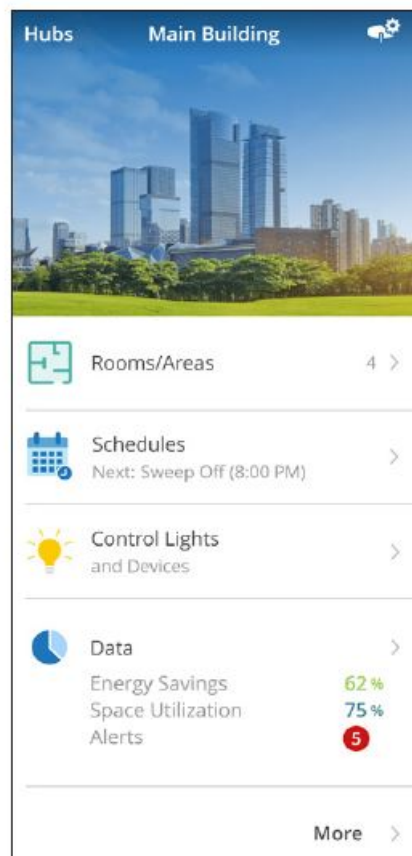 Hubs Main Building
Rooms/Areas 4
Schedules
Next: Sweep Off (8:00 PM)
Control Lights
and Devices
Data
Energy Savings 62 %
Space Utilization 75 %
Alerts 5
More